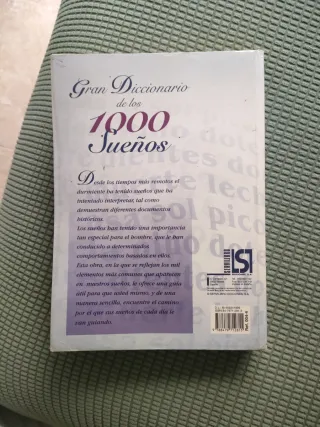 Gran Diccionario
de los
1000
Sueños
Desde los tiempos más remotos el
durmiente ha tenido sueños que ha
intentado interpretar, tal como
demuestran diferentes documentos
históricos.
Los sueños han tenido una importancia
tan especial para el hombre, que le han
conducido a determinados
comportamientos basados en ellos.
Esta obra, en la que se reflejan los mil
elementos más comunes que aparecen
en nuestros sueños, le ofrece una guía
útil para que usted mismo, y de una
manera sencilla, encuentre el camino
por el que sus sueños de cada día le
van guiando.
LSI